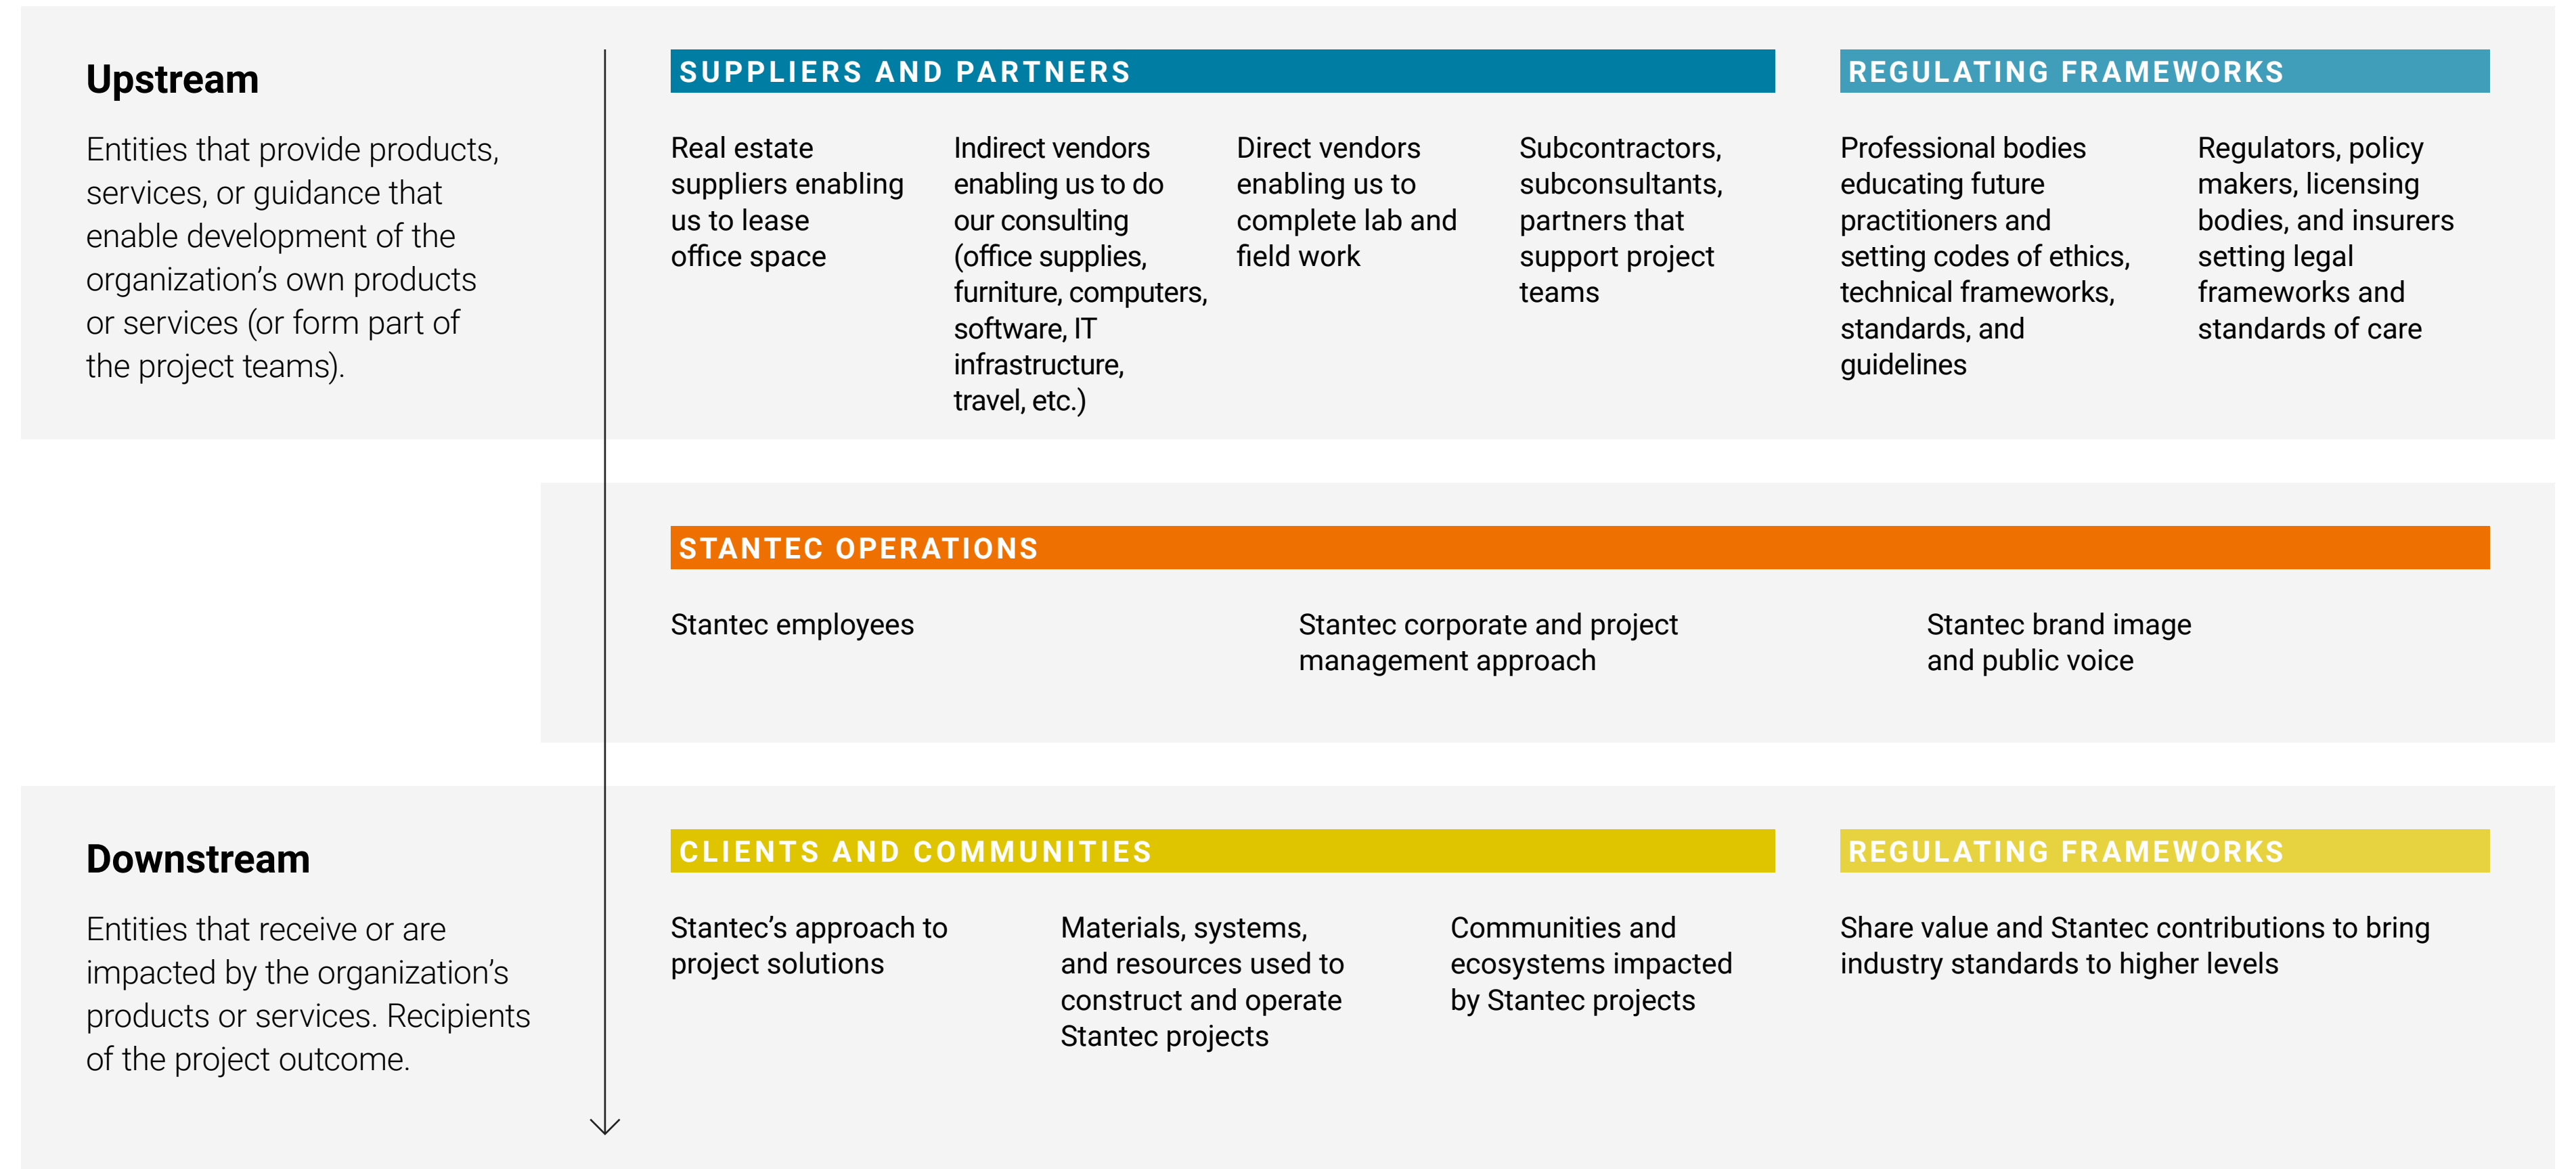 Upstream
Entities that provide products,
services, or guidance that
enable development of the
organization’s own products
or services (or form part of
the project teams).
SUPPLIERS AND PARTNERS
Real estate
suppliers enabling
us to lease
office space
Indirect vendors
enabling us to do
our consulting
(office supplies,
furniture, computers,
software, IT
infrastructure,
travel, etc.)
Direct vendors
enabling us to
complete lab and
field work
Subcontractors,
subconsultants,
partners that
support project
teams
REGULATING FRAMEWORKS
Professional bodies
educating future
practitioners and
setting codes of ethics,
technical frameworks,
standards, and
guidelines
Regulators, policy
makers, licensing
bodies, and insurers
setting legal
frameworks and
standards of care
STANTEC OPERATIONS
Stantec employees
Stantec corporate and project
management approach
Stantec brand image
and public voice
Downstream
Entities that receive or are
impacted by the organization’s
products or services. Recipients
of the project outcome.
CLIENTS AND COMMUNITIES
Stantec’s approach to
project solutions
Materials, systems,
and resources used to
construct and operate
Stantec projects
Communities and
ecosystems impacted
by Stantec projects
REGULATING FRAMEWORKS
Share value and Stantec contributions to bring
industry standards to higher levels